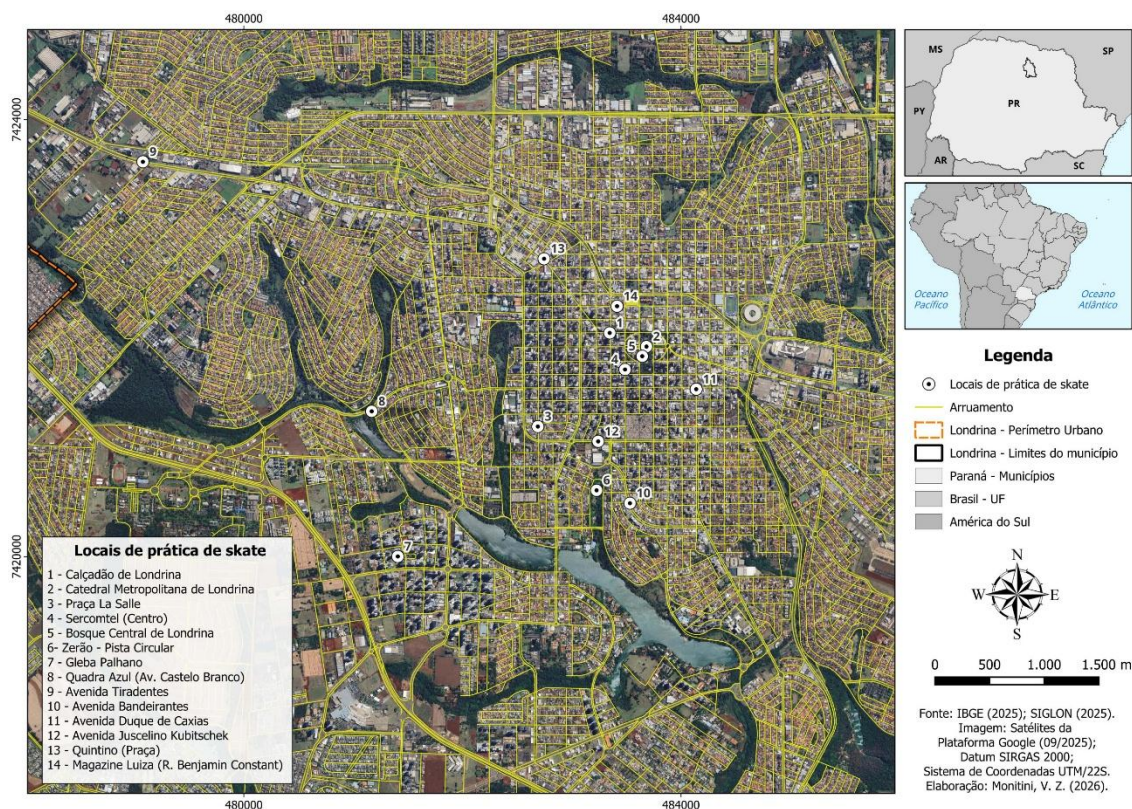 480000
484000
7424000
7420000
9
13
14
1
2
5
4
11
8
3
12
6
10
7
Locais de prática de skate
1 - Calçadão de Londrina
2 - Catedral Metropolitana de Londrina
3 - Praça La Salle
4 - Sercomtel (Centro)
5 - Bosque Central de Londrina
6- Zerão - Pista Circular
7 - Gleba Palhano
8 - Quadra Azul (Av. Castelo Branco)
9 - Avenida Tiradentes
10 - Avenida Bandeirantes
11 - Avenida Duque de Caxias
12 - Avenida Juscelino Kubitschek
13 - Quintino (Praça)
14 - Magazine Luiza (R. Benjamin Constant)
480000
484000
MS
SP
PY
PR
AR
SC
Oceano
Pacífico
Oceano
Atlântico
Legenda
Locais de prática de skate
Arruamento
Londrina - Perímetro Urbano
Londrina - Limites do município
Paraná - Municípios
Brasil - UF
América do Sul
N
W
E
S
0 500 1.000 1.500 m
Fonte: IBGE (2025); SIGLON (2025).
Imagem: Satélites da
Plataforma Google (09/2025);
Datum SIRGAS 2000;
Sistema de Coordenadas UTM/22S.
Elaboração: Monitini, V. Z. (2026).